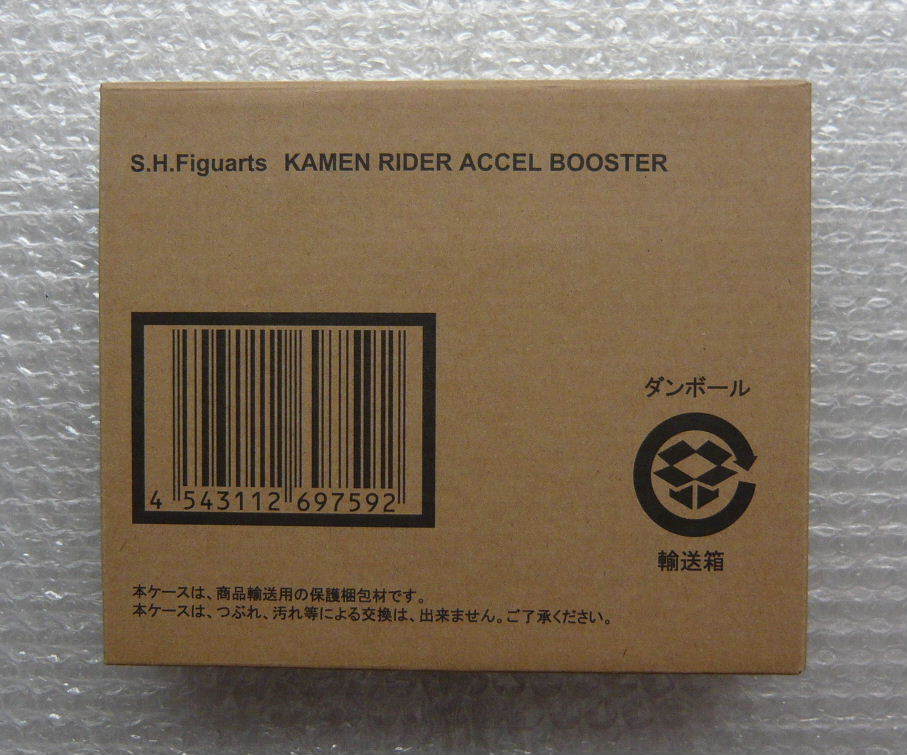 S.H.Figuarts KAMEN RIDER ACCEL BOOSTER
4 543112 697592
ダンボール
輸送箱
本ケースは、商品輸送用の保護梱包材です。
本ケースは、つぶれ、汚れ等による交換は、出来ません。ご了承ください。